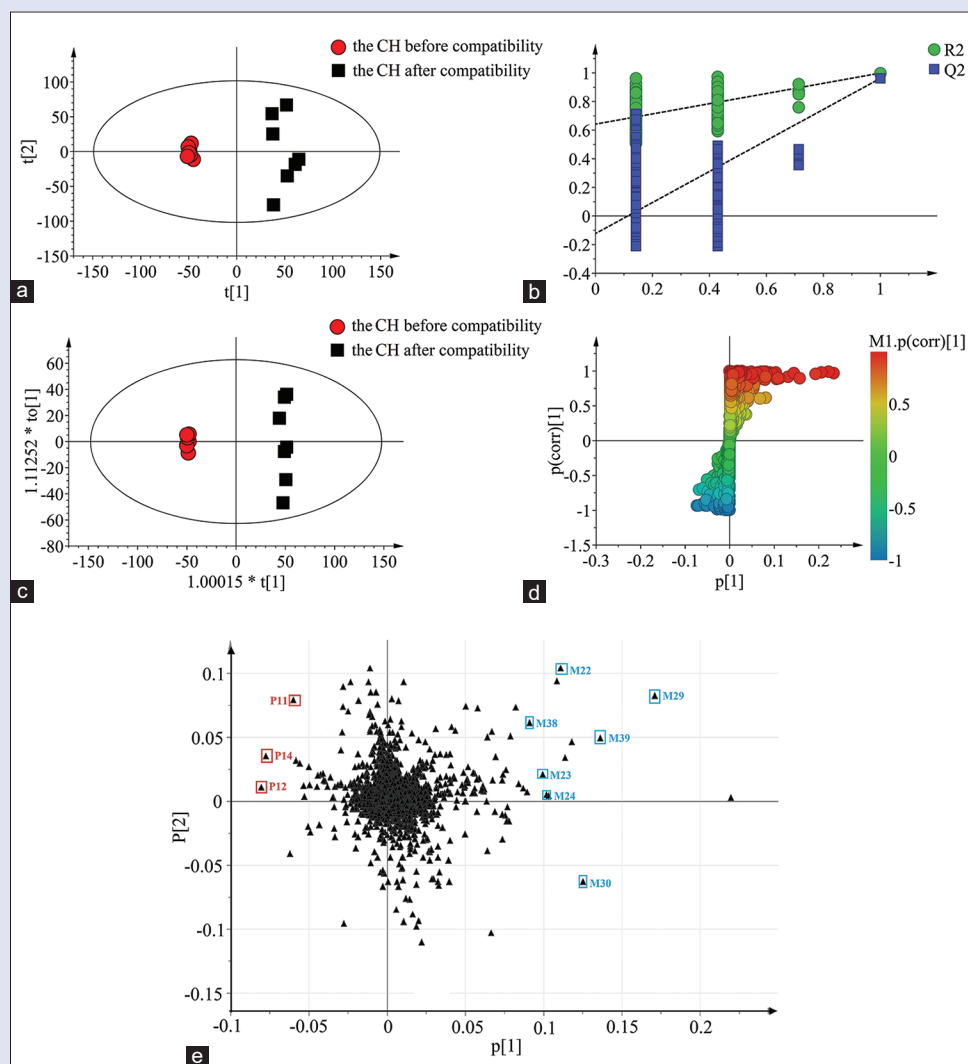 the CH before compatibility
the CH after compatibility
150
100
50
0
-50
-100
-150
t[2]
-150 -100 -50 0 50 100 150
t[1]
a
R2
Q2
1
0.8
0.6
0.4
0.2
0
-0.2
-0.4
0 0.2 0.4 0.6 0.8 1
b
the CH before compatibility
the CH after compatibility
60
40
20
0
-20
-40
-60
-80
1.11252 * to[1]
-150 -100 -50 0 50 100 150
1.00015 * t[1]
c
M1.p(corr)[1]
1
0.5
0
-0.5
-1
-1.5
p(corr)[1]
-0.3 -0.2 -0.1 0 0.1 0.2
p[1]
0.5
0
-0.5
-1
d
0.1
0.05
0
-0.05
-0.1
-0.15
P[2]
P11
P14
P12
M22
M29
M38
M39
M23
M24
M30
-0.1 -0.05 0 0.05 0.1 0.15 0.2
p[1]
e